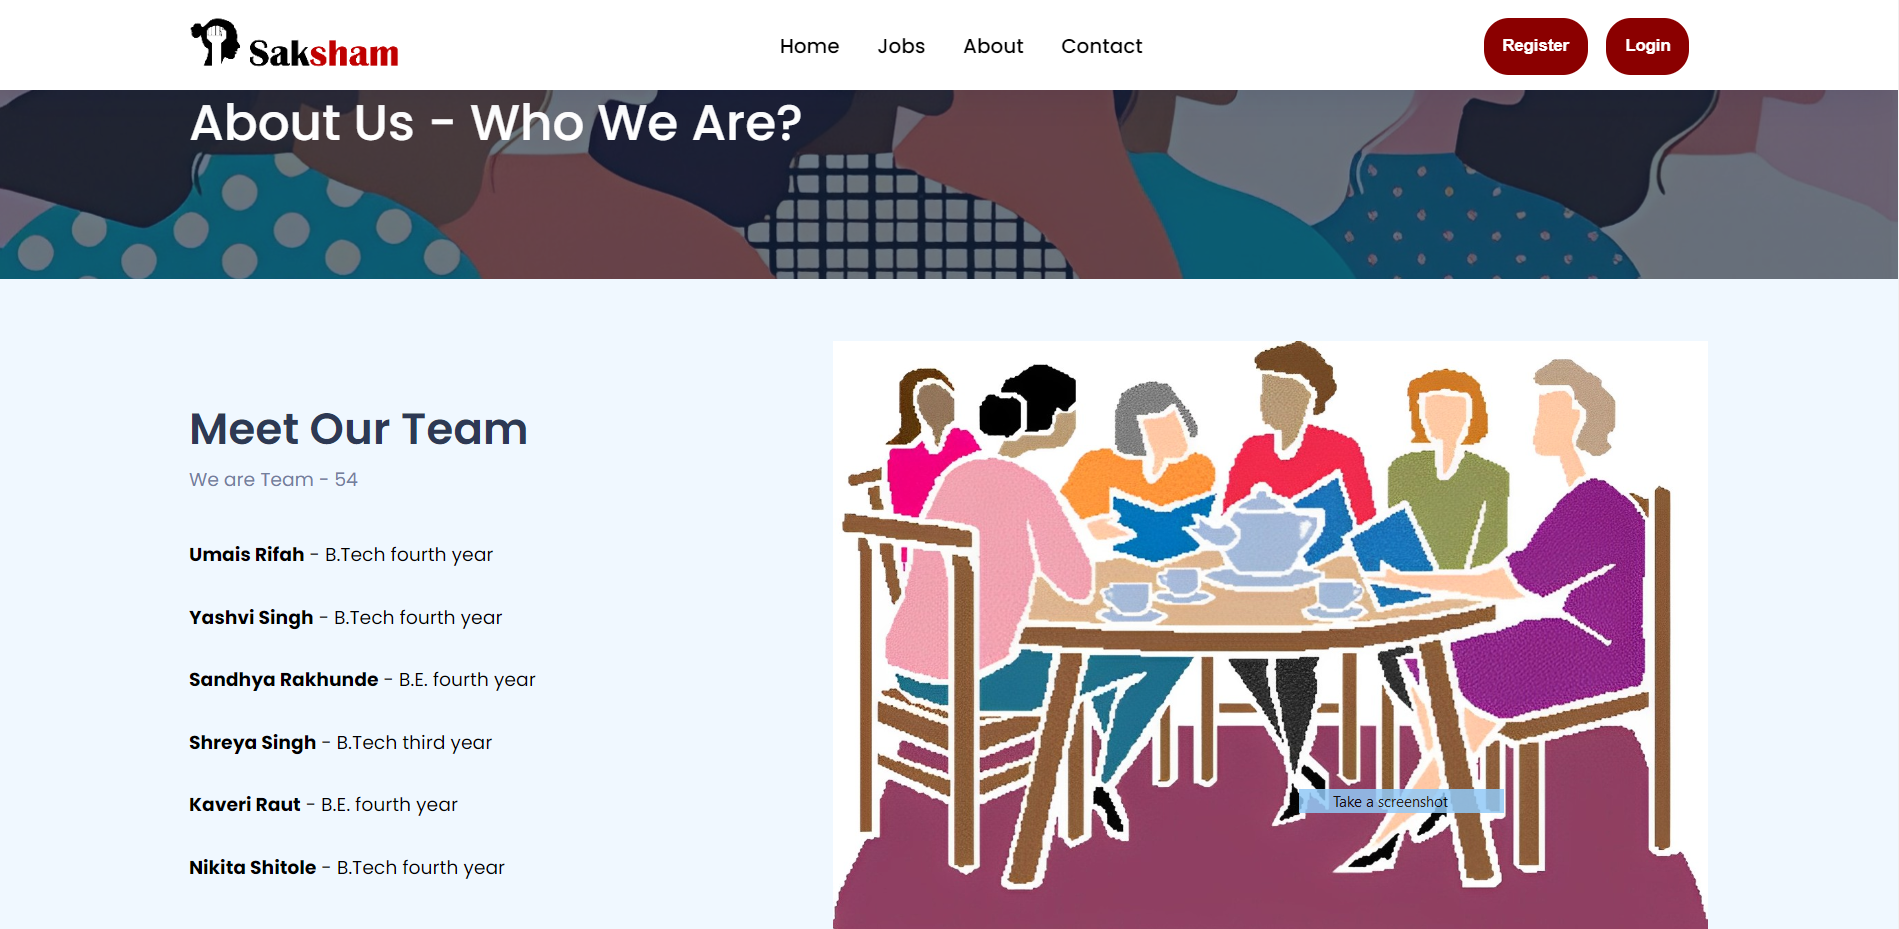 Saksham
Home Jobs About Contact
Register Login
About Us - Who We Are?
Meet Our Team
We are Team - 54
Umais Rifah - B.Tech fourth year
Yashvi Singh - B.Tech fourth year
Sandhya Rakhunde - B.E. fourth year
Shreya Singh - B.Tech third year
Kaveri Raut - B.E. fourth year
Nikita Shitole - B.Tech fourth year
Take a screenshot